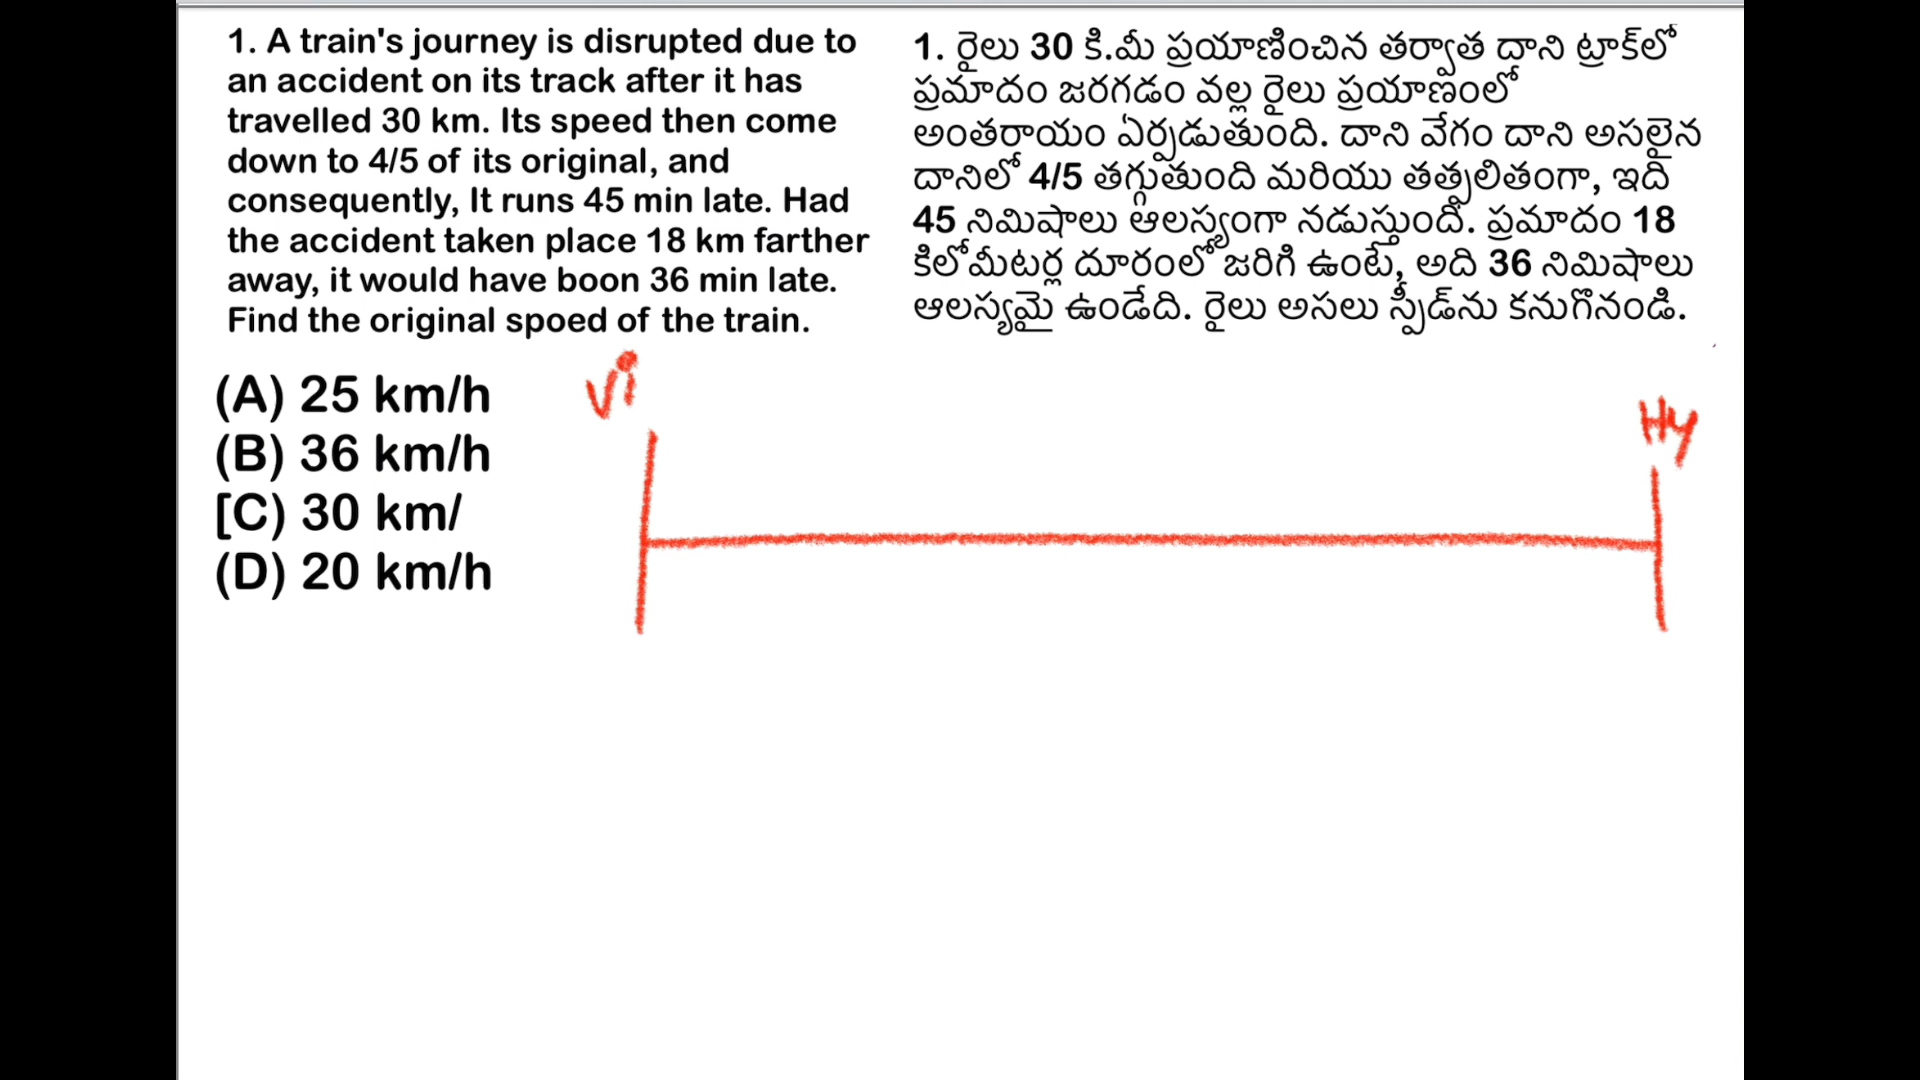 1. A train's journey is disrupted due to
an accident on its track after it has
travelled 30 km. Its speed then come
down to 4/5 of its original, and
consequently, It runs 45 min late. Had
the accident taken place 18 km farther
away, it would have boon 36 min late.
Find the original spoed of the train.
(A) 25 km/h
(B) 36 km/h
[C) 30 km/
(D) 20 km/h
1. రైలు 30 కి.మీ ప్రయాణించిన తర్వాత దాని ట్రాక్‌లో
ప్రమాదం జరగడం వల్ల రైలు ప్రయాణంలో
అంతరాయం ఏర్పడుతుంది. దాని వేగం దాని అసలైన
దానిలో 4/5 తగ్గుతుంది మరియు తత్ఫలితంగా, ఇది
45 నిమిషాలు ఆలస్యంగా నడుస్తుంది. ప్రమాదం 18
కిలోమీటర్ల దూరంలో జరిగి ఉంటే, అది 36 నిమిషాలు
ఆలస్యమై ఉండేది. రైలు అసలు స్పీడ్‌ను కనుగొనండి.
Vi
Hy